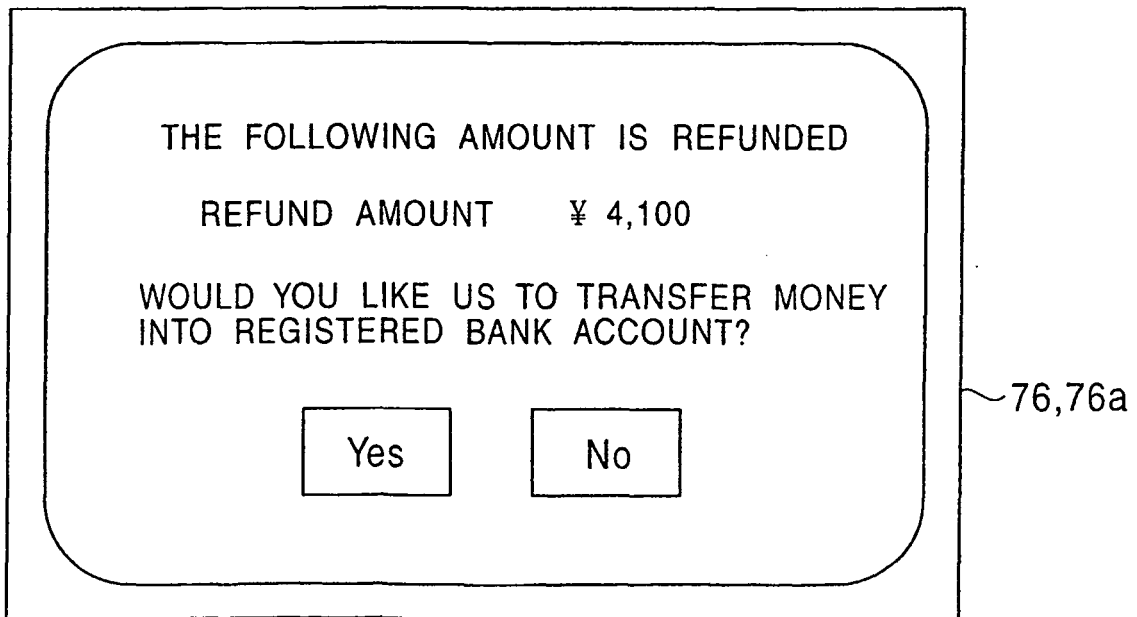 THE FOLLOWING AMOUNT IS REFUNDED
REFUND AMOUNT ¥ 4,100
WOULD YOU LIKE US TO TRANSFER MONEY
INTO REGISTERED BANK ACCOUNT?
Yes No
76,76a